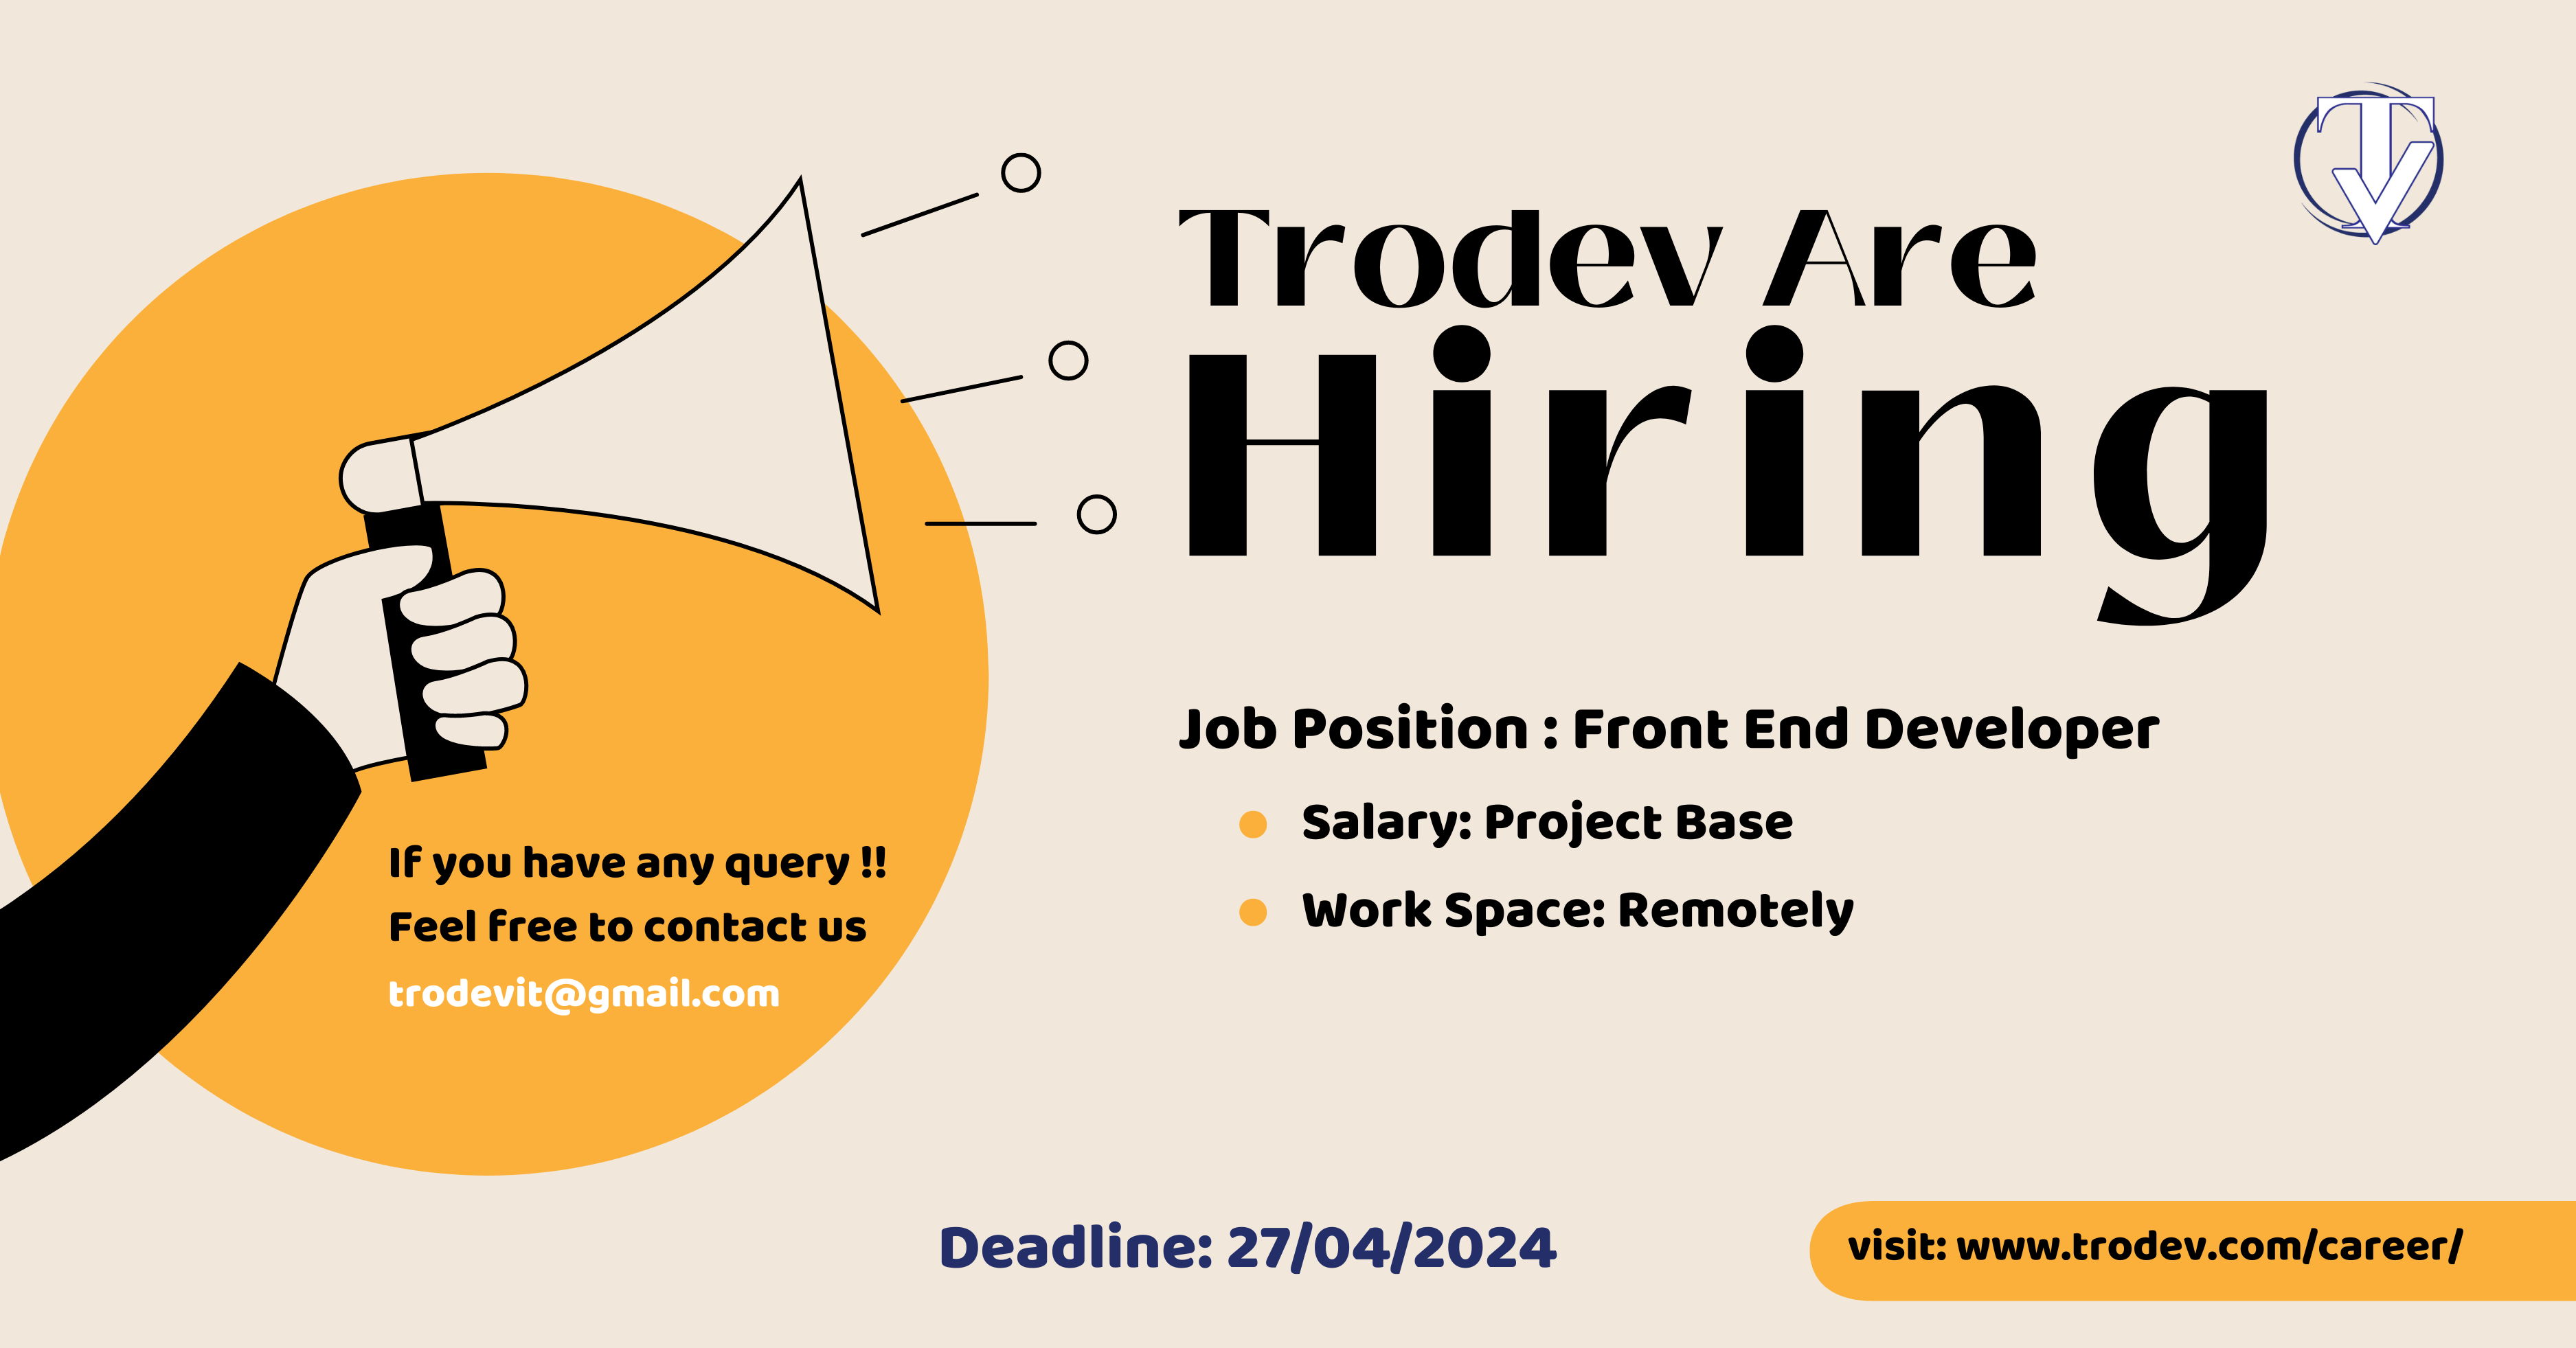 Trodev Are
Hiring
Job Position : Front End Developer
Salary: Project Base
Work Space: Remotely
If you have any query !!
Feel free to contact us
trodevit@gmail.com
Deadline: 27/04/2024
visit: www.trodev.com/career/